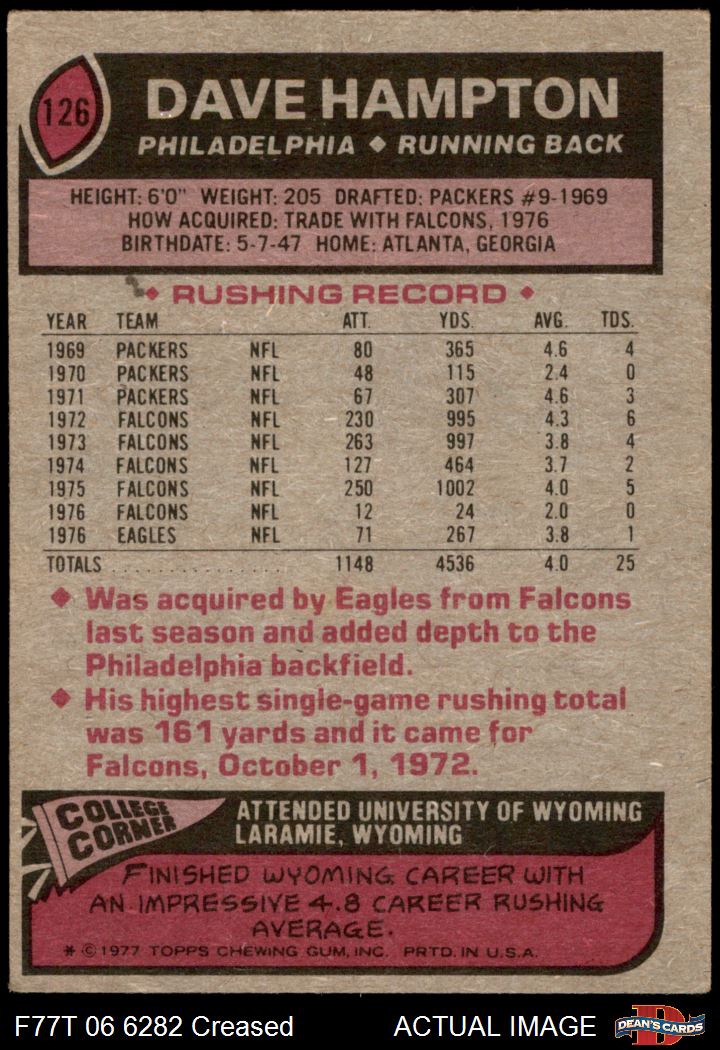 126
DAVE HAMPTON
PHILADELPHIA ◆ RUNNING BACK
HEIGHT: 6'0" WEIGHT: 205 DRAFTED: PACKERS #9-1969
HOW ACQUIRED: TRADE WITH FALCONS, 1976
BIRTHDATE: 5-7-47 HOME: ATLANTA, GEORGIA
◆ RUSHING RECORD ◆
YEAR TEAM ATT. YDS. AVG. TDS.
1969 PACKERS NFL 80 365 4.6 4
1970 PACKERS NFL 48 115 2.4 0
1971 PACKERS NFL 67 307 4.6 3
1972 FALCONS NFL 230 995 4.3 6
1973 FALCONS NFL 263 997 3.8 4
1974 FALCONS NFL 127 464 3.7 2
1975 FALCONS NFL 250 1002 4.0 5
1976 FALCONS NFL 12 24 2.0 0
1976 EAGLES NFL 71 267 3.8 1
TOTALS . . . . . . . . . . . . . . . 1148 4536 4.0 25
◆ Was acquired by Eagles from Falcons
last season and added depth to the
Philadelphia backfield.
◆ His highest single-game rushing total
was 161 yards and it came for
Falcons, October 1, 1972.
COLLEGE
CORNER
ATTENDED UNIVERSITY OF WYOMING
LARAMIE, WYOMING
FINISHED WYOMING CAREER WITH
AN IMPRESSIVE 4.8 CAREER RUSHING
AVERAGE.
* © 1977 TOPPS CHEWING GUM, INC. PRTD. IN U.S.A.
F77T 06 6282 Creased ACTUAL IMAGE DEAN'S CARDS